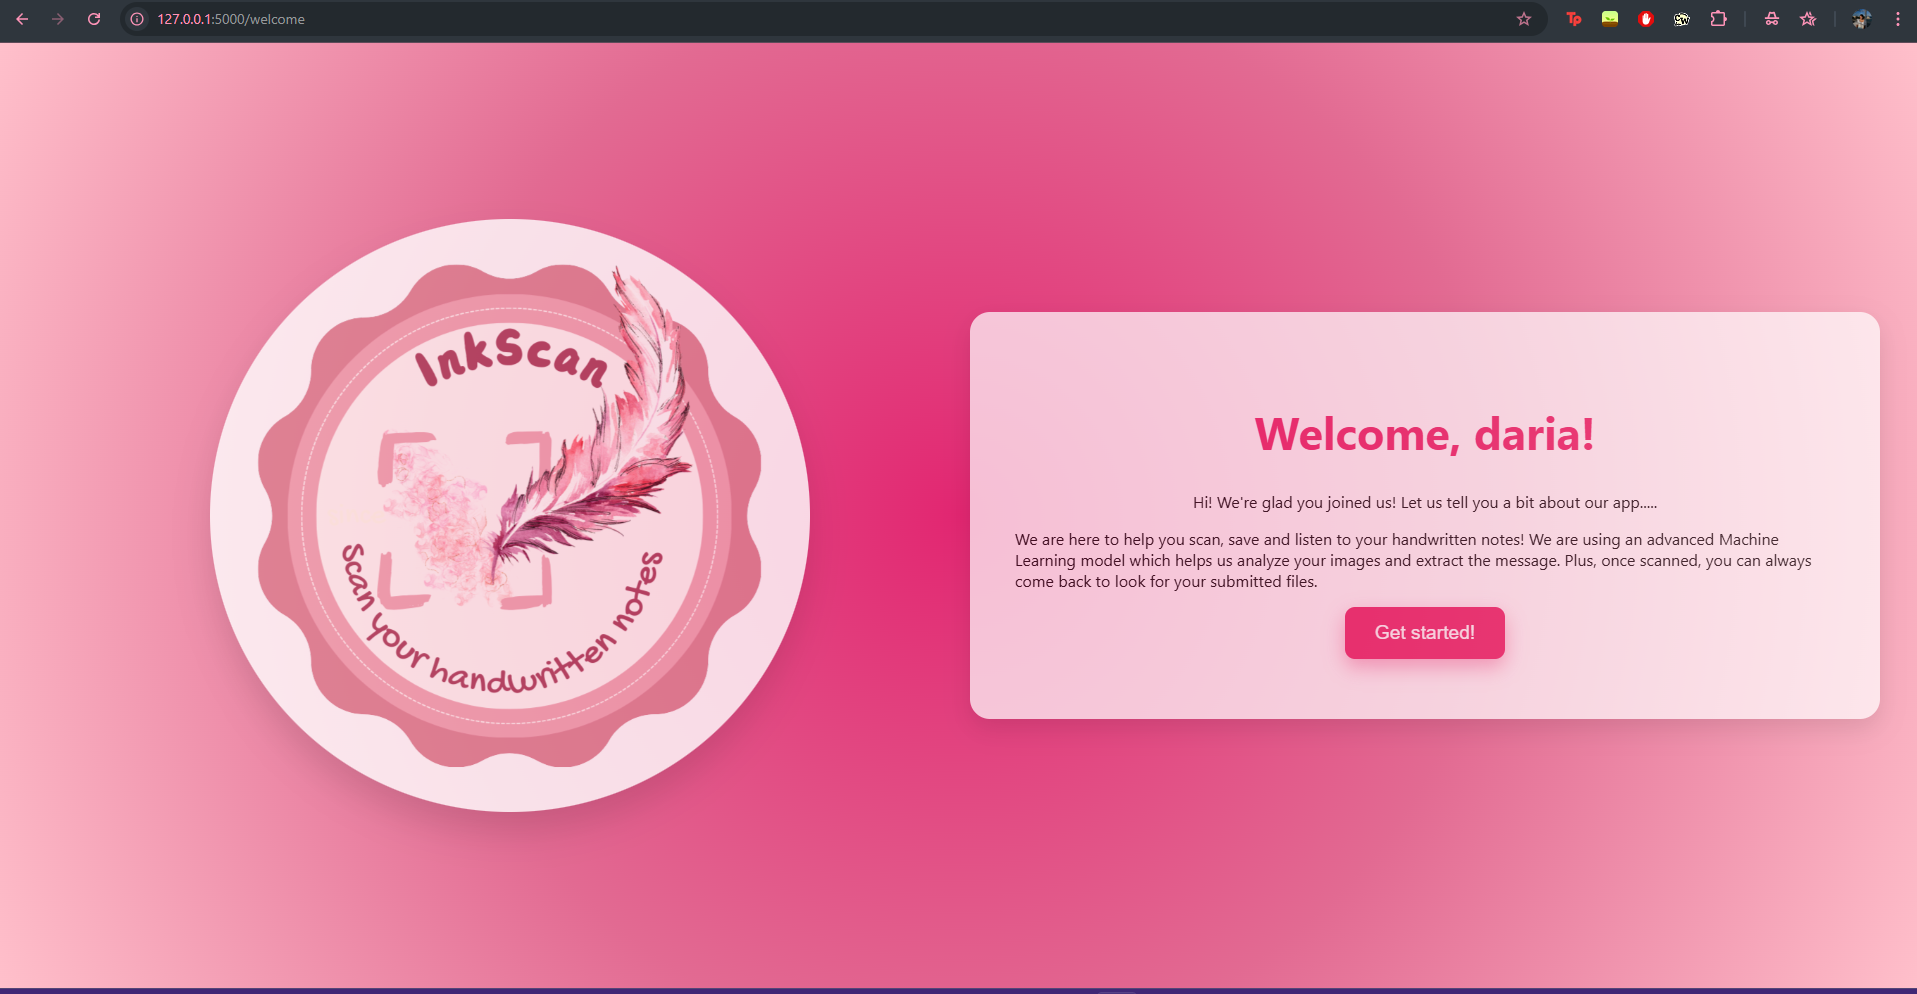 127.0.0.1:5000/welcome
Tp
InkScan
Scan your handwritten notes
Welcome, daria!
Hi! We're glad you joined us! Let us tell you a bit about our app.....
We are here to help you scan, save and listen to your handwritten notes! We are using an advanced Machine
Learning model which helps us analyze your images and extract the message. Plus, once scanned, you can always
come back to look for your submitted files.
Get started!